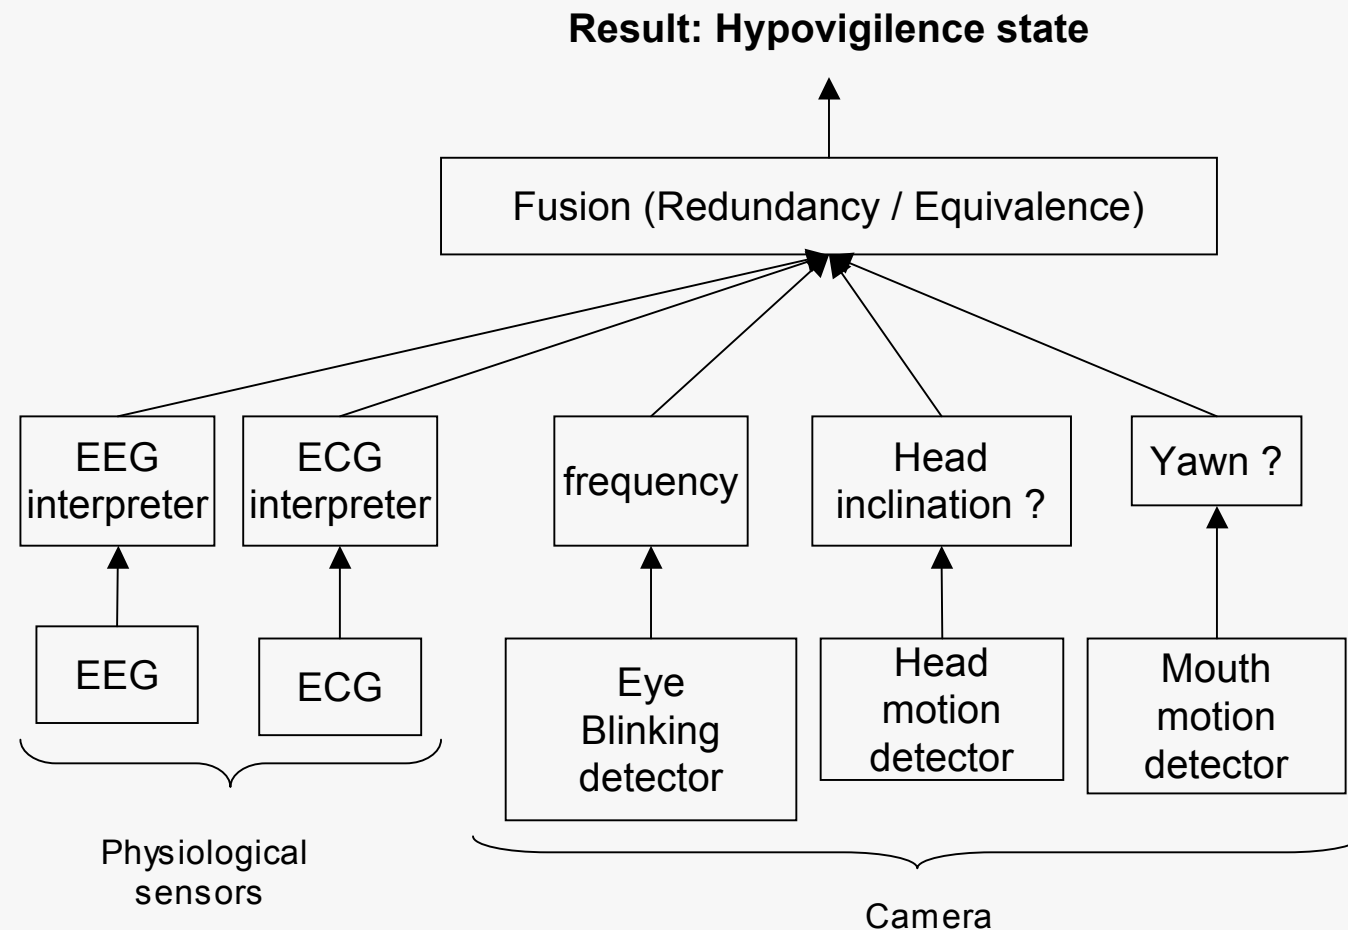 Result: Hypovigilence state
Fusion (Redundancy / Equivalence)
EEG
interpreter
ECG
interpreter
frequency
Head
inclination ?
Yawn ?
EEG
ECG
Eye
Blinking
detector
Head
motion
detector
Mouth
motion
detector
Physiological
sensors
Camera